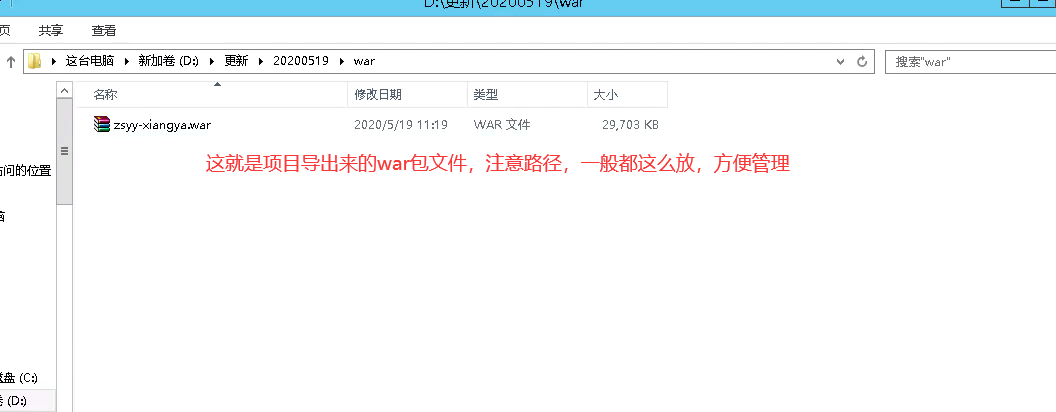 D:\更新\20200519\war
页 共享 查看
这台电脑 新加卷 (D:) 更新 20200519 war
搜索"war"
名称 修改日期 类型 大小
zsyy-xiangya.war 2020/5/19 11:19 WAR 文件 29,703 KB
这就是项目导出来的war包文件，注意路径，一般都这么放，方便管理
访问的位置
脑
磁盘 (C:)
卷 (D:)